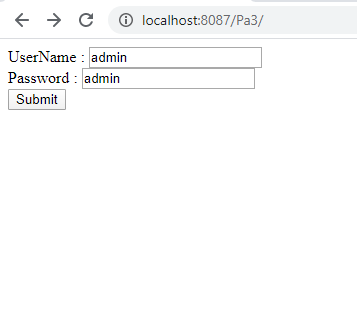 localhost:8087/Pa3/
UserName : admin
Password : admin
Submit